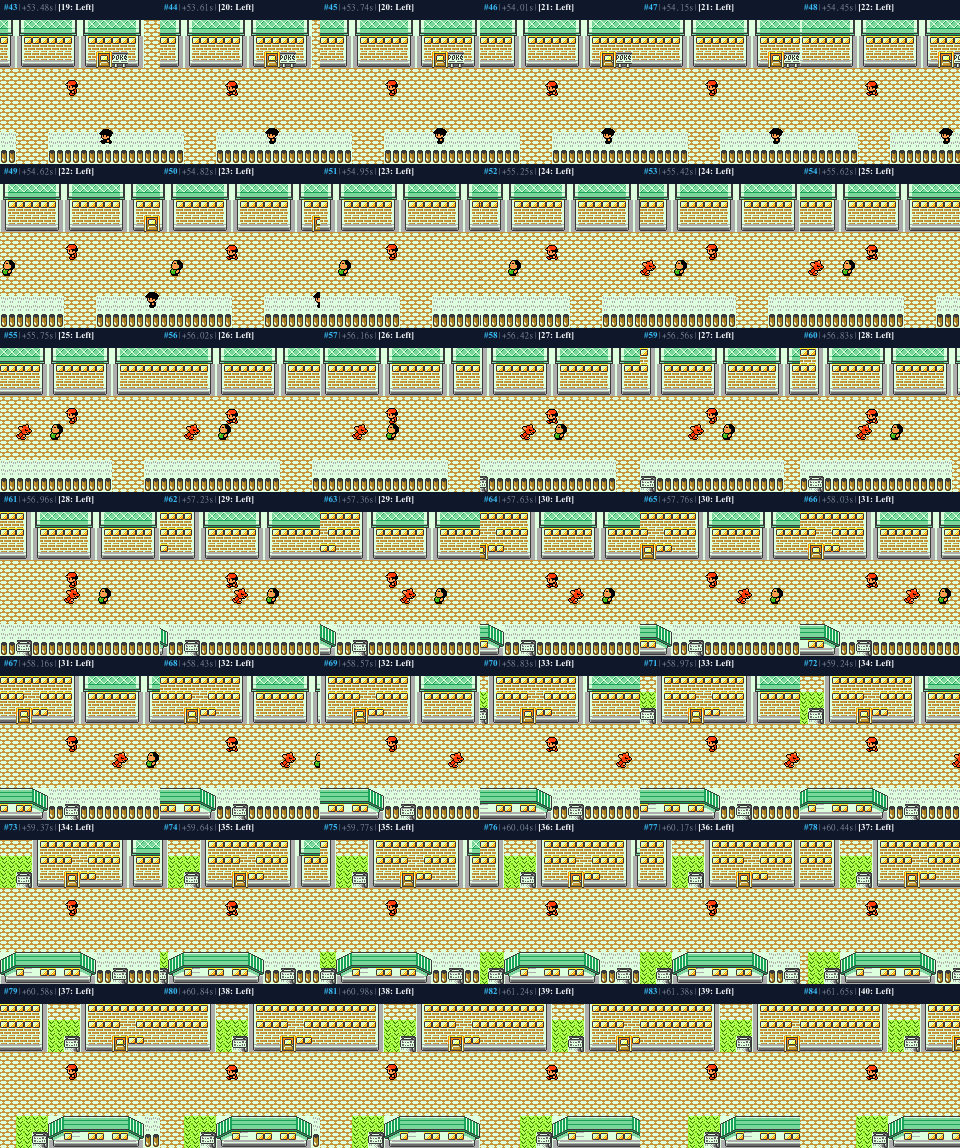 #43|+53.48s|[19: Left] #44|+53.61s|[20: Left] #45|+53.74s|[20: Left] #46|+54.01s|[21: Left] #47|+54.15s|[21: Left] #48|+54.45s|[22: Left]
POKE POKE POKE POKE POKE
#49|+54.62s|[22: Left] #50|+54.82s|[23: Left] #51|+54.95s|[23: Left] #52|+55.25s|[24: Left] #53|+55.42s|[24: Left] #54|+55.62s|[25: Left]
#55|+55.75s|[25: Left] #56|+56.02s|[26: Left] #57|+56.16s|[26: Left] #58|+56.42s|[27: Left] #59|+56.56s|[27: Left] #60|+56.83s|[28: Left]
#61|+56.96s|[28: Left] #62|+57.23s|[29: Left] #63|+57.36s|[29: Left] #64|+57.63s|[30: Left] #65|+57.76s|[30: Left] #66|+58.03s|[31: Left]
#67|+58.16s|[31: Left] #68|+58.43s|[32: Left] #69|+58.57s|[32: Left] #70|+58.83s|[33: Left] #71|+58.97s|[33: Left] #72|+59.24s|[34: Left]
#73|+59.37s|[34: Left] #74|+59.64s|[35: Left] #75|+59.77s|[35: Left] #76|+60.04s|[36: Left] #77|+60.17s|[36: Left] #78|+60.44s|[37: Left]
#79|+60.58s|[37: Left] #80|+60.84s|[38: Left] #81|+60.98s|[38: Left] #82|+61.24s|[39: Left] #83|+61.38s|[39: Left] #84|+61.65s|[40: Left]